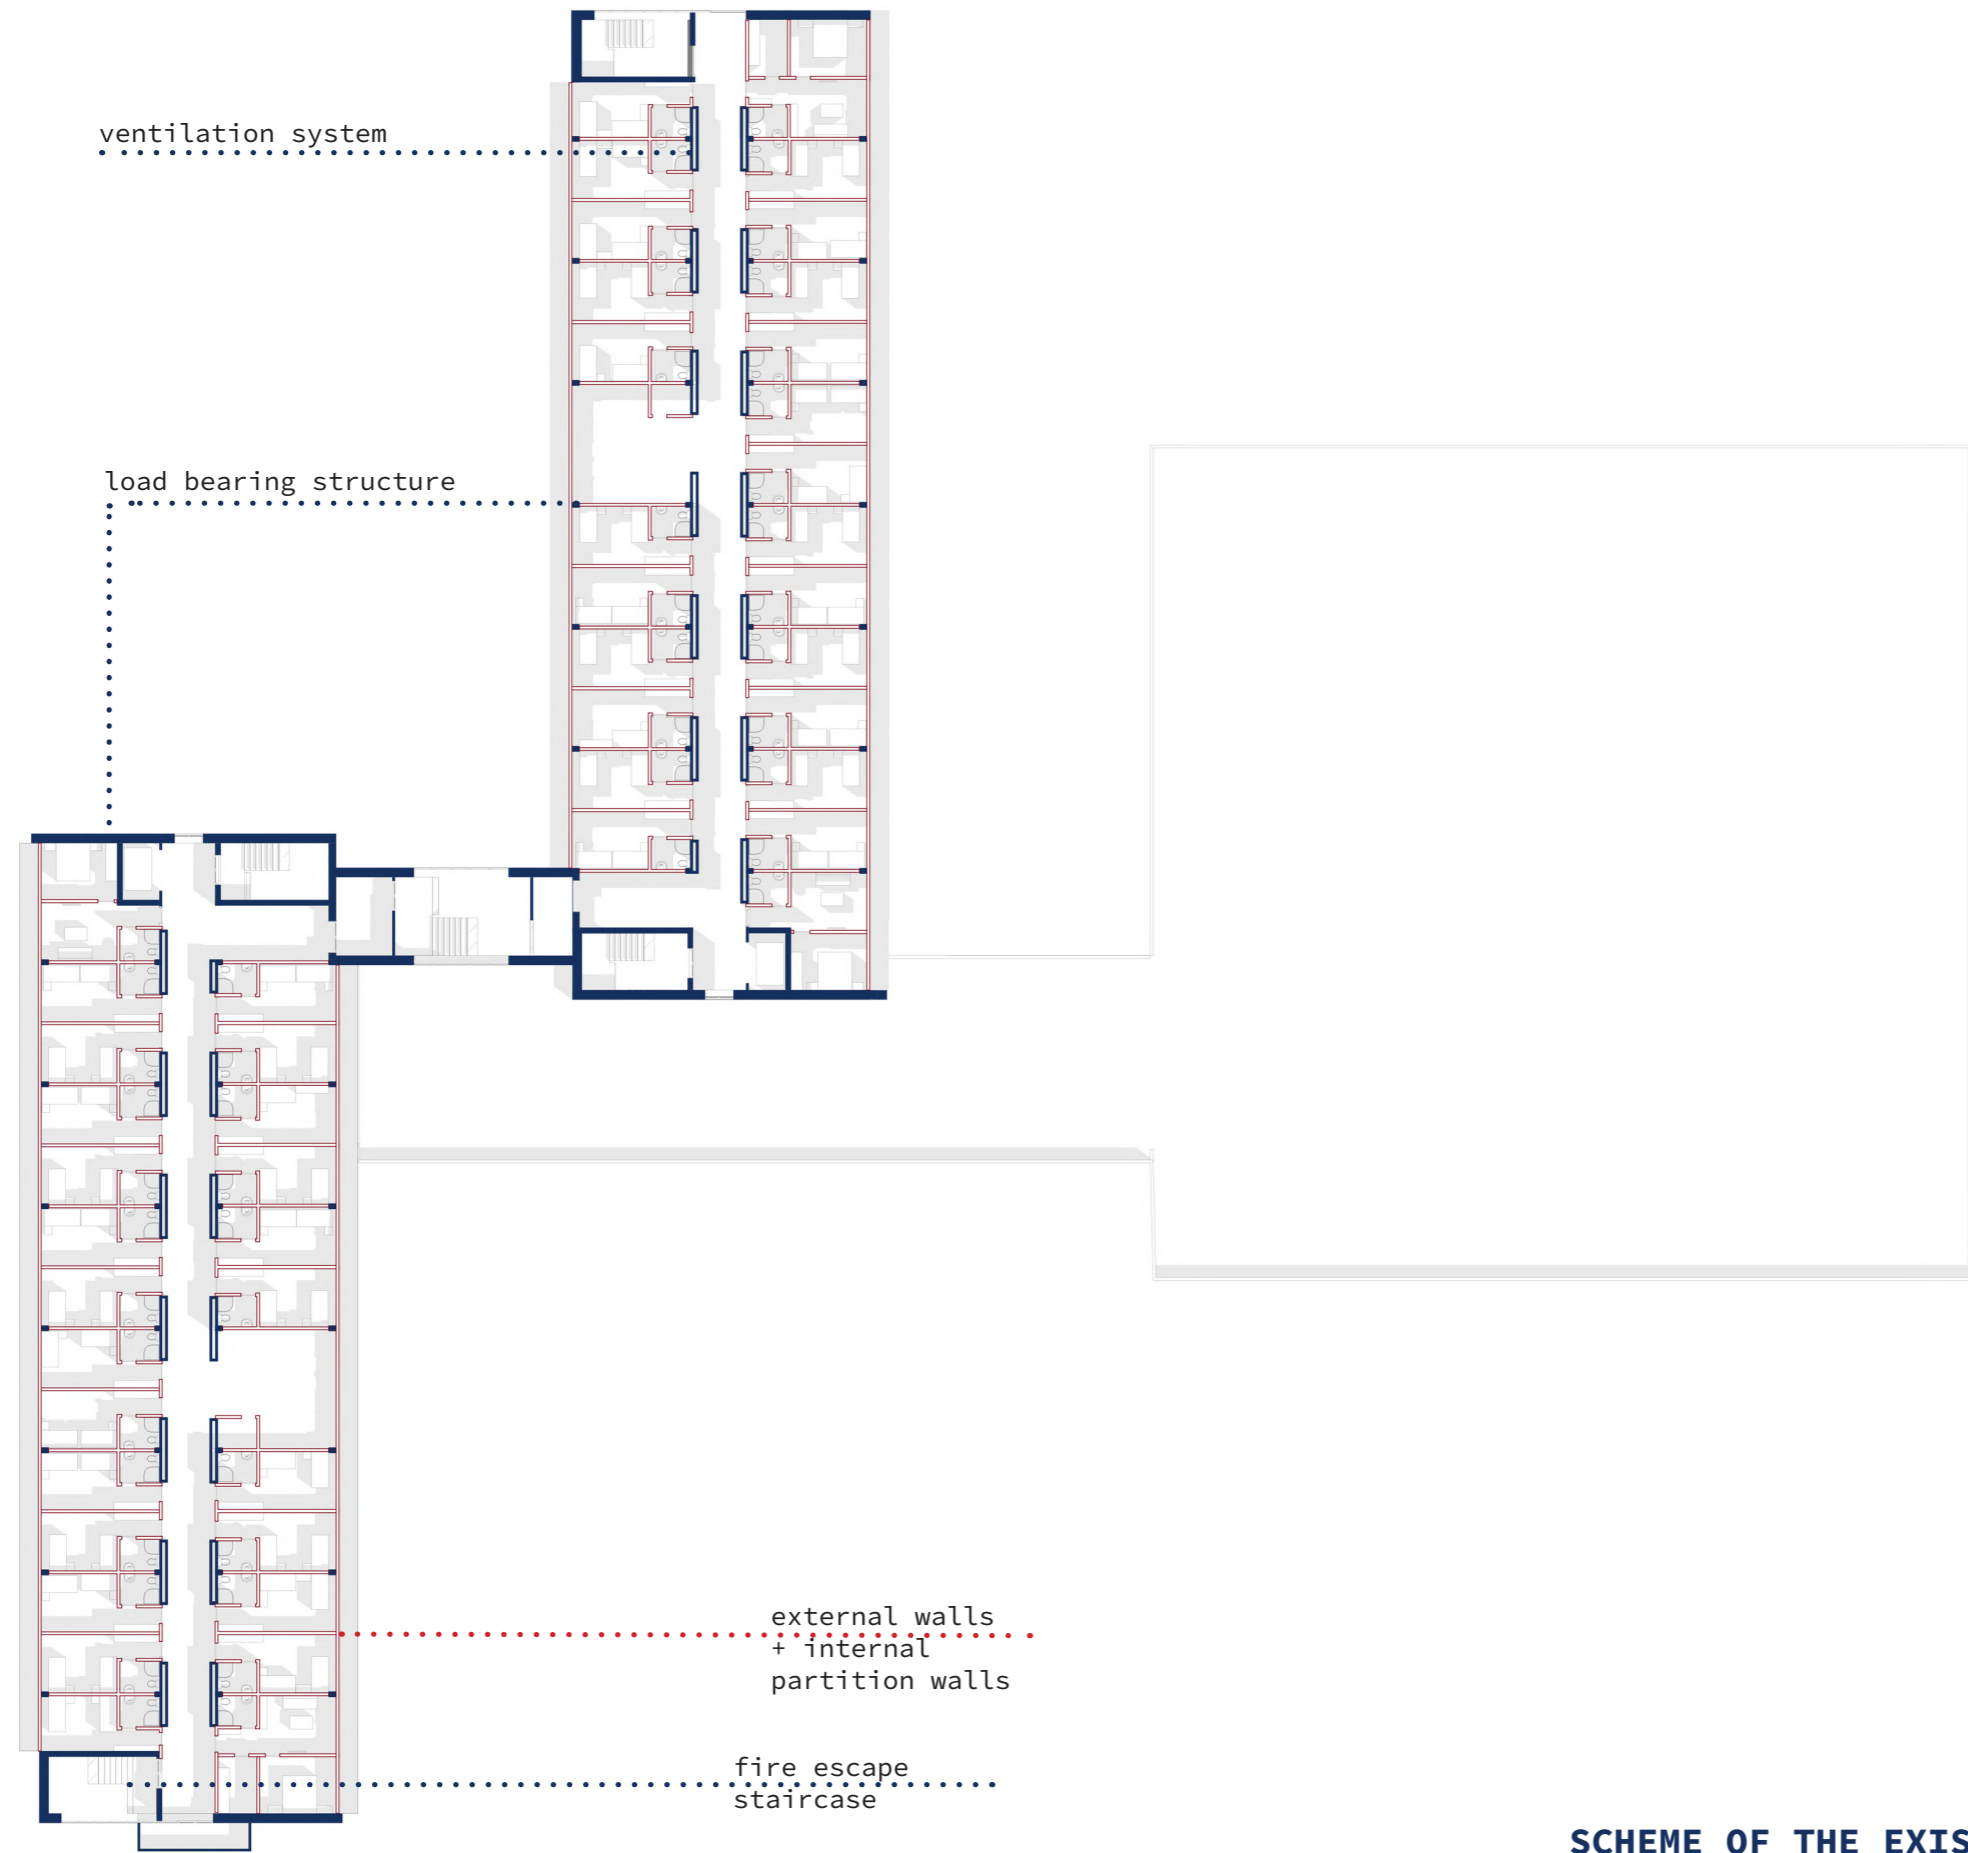 ventilation system
load bearing structure
external walls
+ internal
partition walls
fire escape
staircase
SCHEME OF THE EXIS